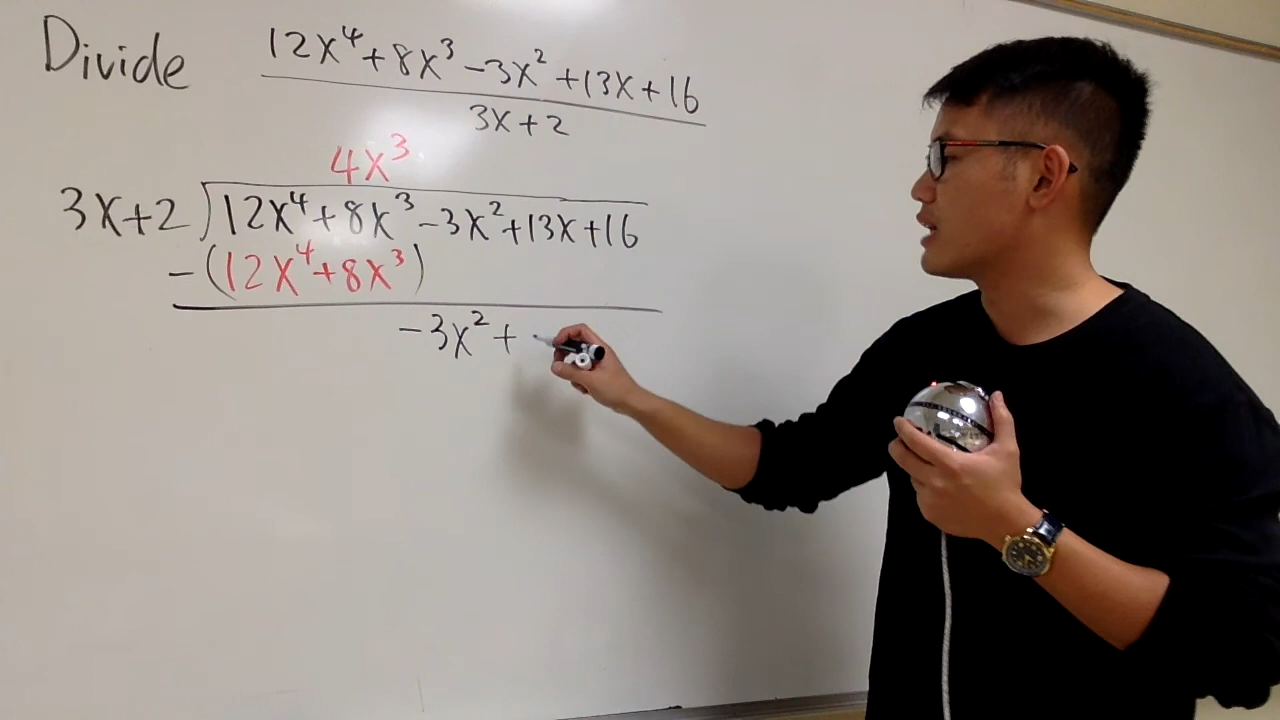 Divide 12x⁴+8x³-3x²+13x+16
3x+2
4x³
3x+2 )12x⁴+8x³-3x²+13x+16
-(12x⁴+8x³)
-3x²+